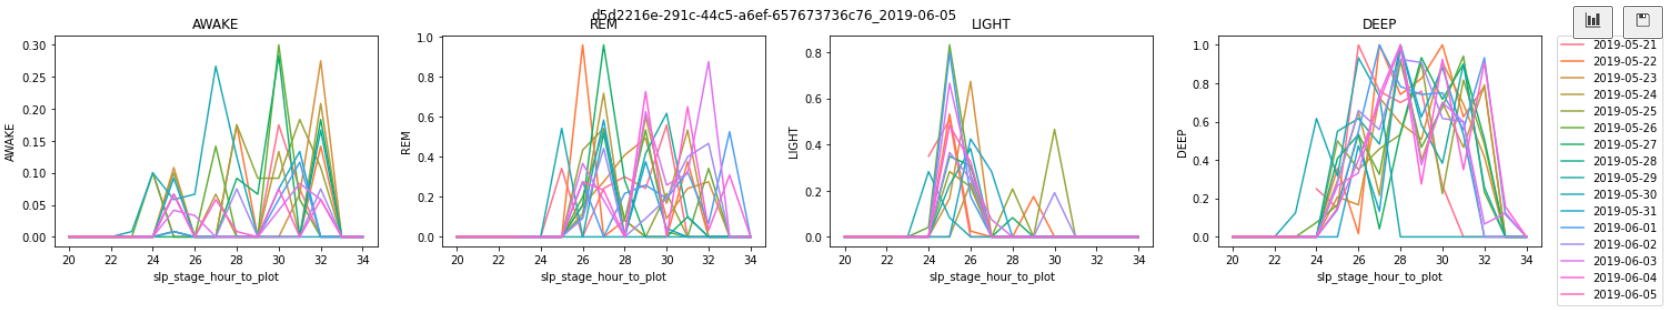 d5d2216e-291c-44c5-a6ef-657673736c76_2019-06-05
AWAKE
AWAKE
0.30
0.25
0.20
0.15
0.10
0.05
0.00
20 22 24 26 28 30 32 34
slp_stage_hour_to_plot
REM
REM
1.0
0.8
0.6
0.4
0.2
0.0
20 22 24 26 28 30 32 34
slp_stage_hour_to_plot
LIGHT
LIGHT
0.8
0.6
0.4
0.2
0.0
20 22 24 26 28 30 32 34
slp_stage_hour_to_plot
DEEP
DEEP
1.0
0.8
0.6
0.4
0.2
0.0
20 22 24 26 28 30 32 34
slp_stage_hour_to_plot
2019-05-21
2019-05-22
2019-05-23
2019-05-24
2019-05-25
2019-05-26
2019-05-27
2019-05-28
2019-05-29
2019-05-30
2019-05-31
2019-06-01
2019-06-02
2019-06-03
2019-06-04
2019-06-05